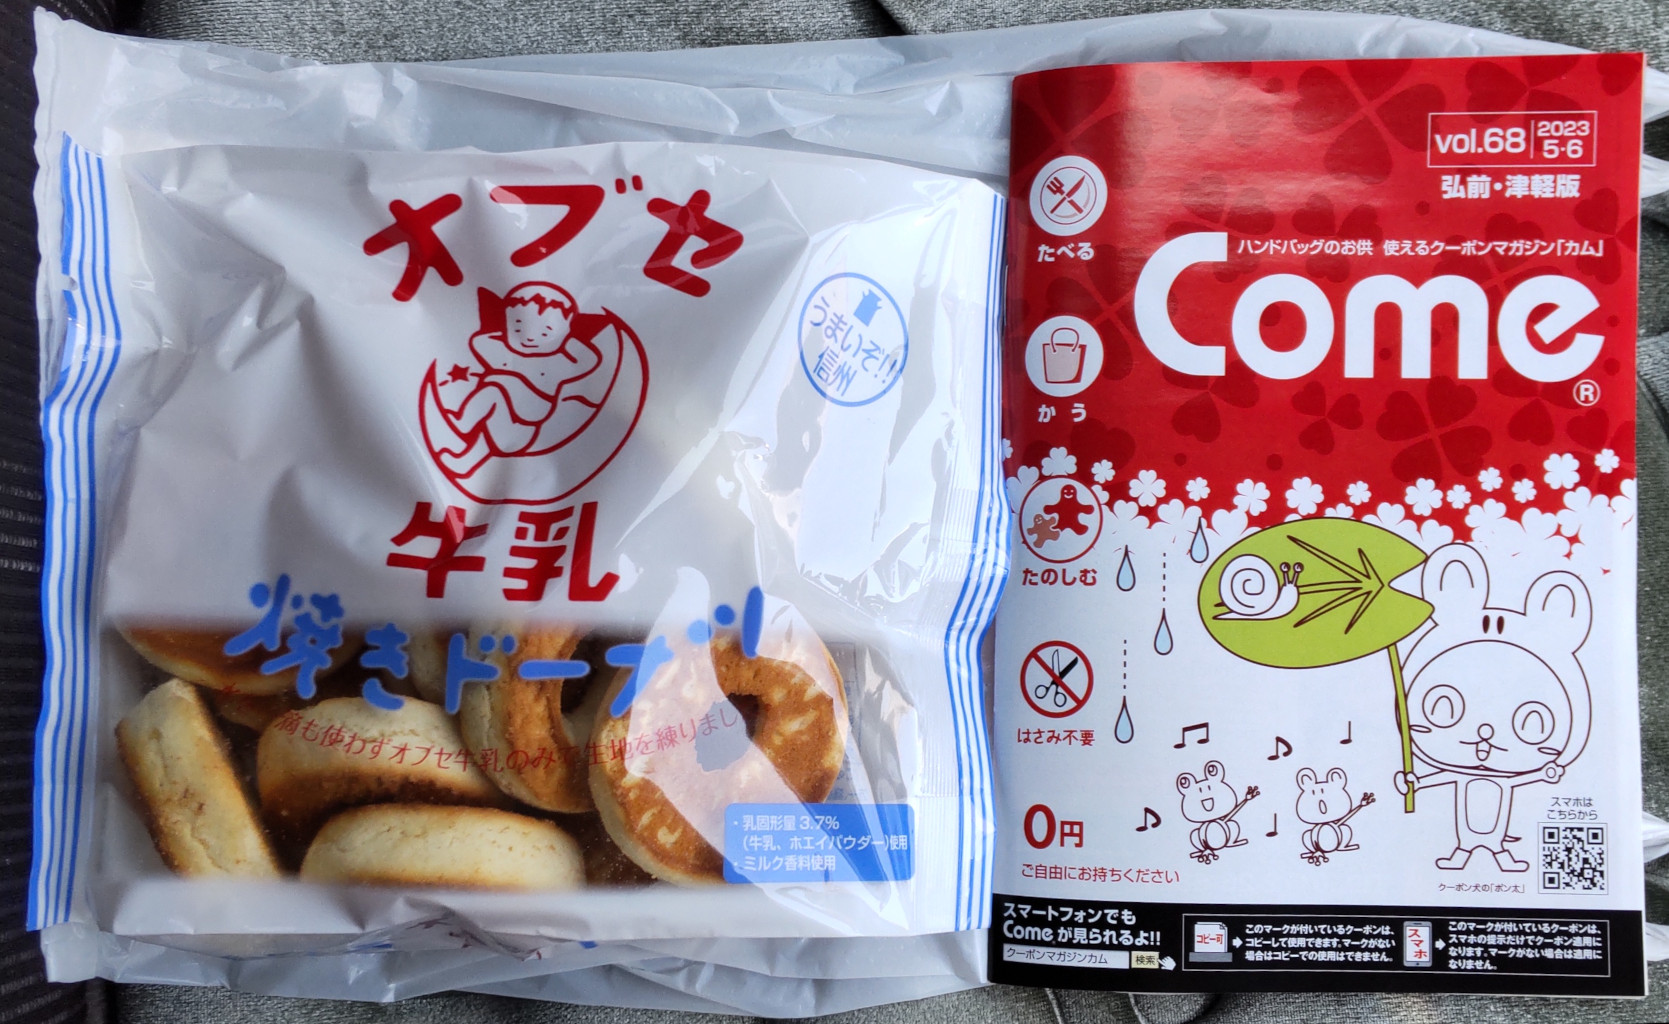 オブセ
うまいぞ!!
信州
牛乳
焼きドーナツ
滴も使わずオブセ牛乳のみで生地を練りまし
・乳固形量3.7%
(牛乳、ホエイパウダー)使用
・ミルク香料使用
vol.68
2023
5・6
弘前・津軽版
ハンドバッグのお供 使えるクーポンマガジン「カム」
Come
®
たべる
かう
たのしむ
はさみ不要
0円
ご自由にお持ちください
スマホは
こちらから
クーポン犬の「ポン太」
スマートフォンでも
Comeが見られるよ!!
クーポンマガジンカム
検索
コピー可
このマークが付いているクーポンは、
コピーして使用できます。マークがない
場合はコピーでの使用はできません。
スマホ
このマークが付いているクーポンは、
スマホの提示だけでクーポン適用に
なります。マークがない場合は適用に
なりません。